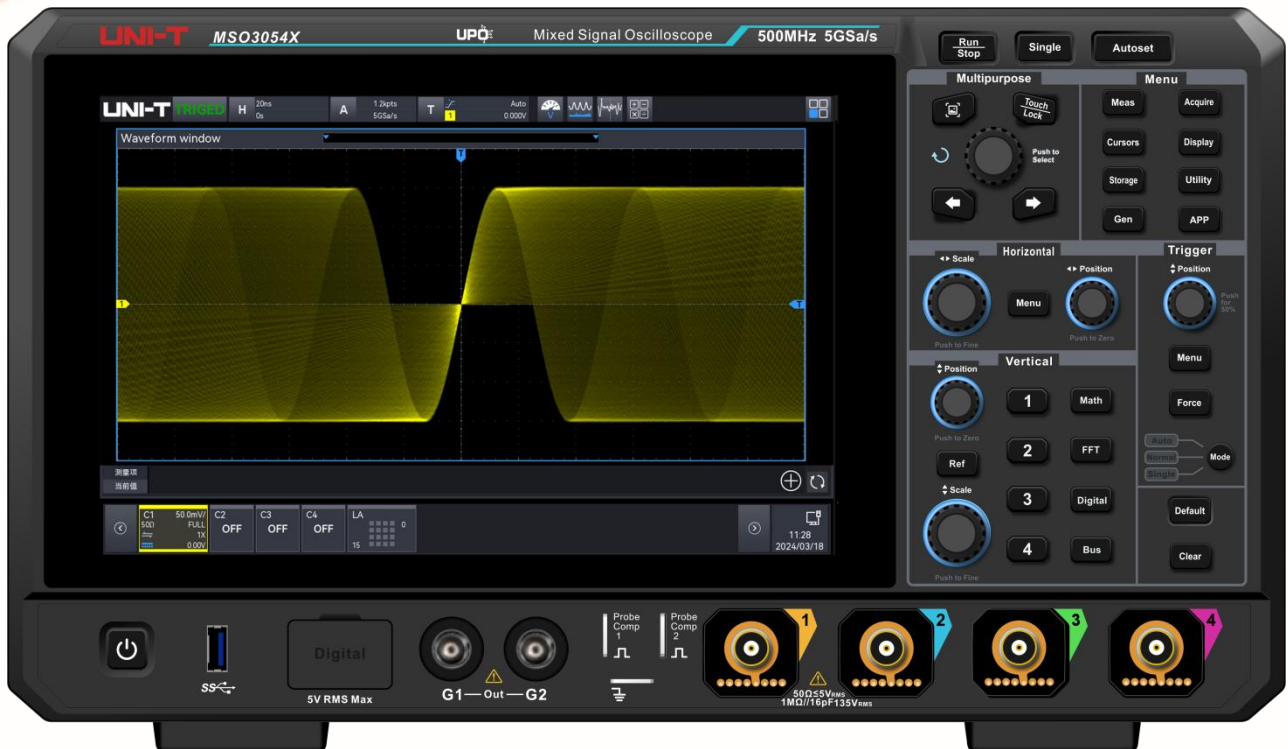 UNI-T MSO3054X UPO Mixed Signal Oscilloscope 500MHz 5GSa/s
Run
Stop
Single
Autoset
Multipurpose
Menu
Touch
Lock
Push to
Select
Meas
Acquire
Cursors
Display
Storage
Utility
Gen
APP
UNI-T TRIGED H 20ns
0s
A 1.2kpts
5GSa/s
T 1 Auto
0.000V
V
Waveform window
T
1
T
测量项
当前值
C1 50.0mV/
50Ω FULL
1X
0.00V
C2
OFF
C3
OFF
C4
OFF
LA
0
15
11:28
2024/03/18
Horizontal
Scale
Position
Menu
Push to Fine
Push to Zero
Trigger
Position
Push
for
50%
Menu
Force
Auto
Normal
Single
Mode
Default
Clear
Vertical
Position
Push to Zero
1
Math
Ref
2
FFT
Scale
3
Digital
4
Bus
Push to Fine
SS
Digital
5V RMS Max
G1 Out G2
Probe
Comp
1
Probe
Comp
2
1
2
3
4
50Ω≤5VRMS
1MΩ//16pF135VRMS